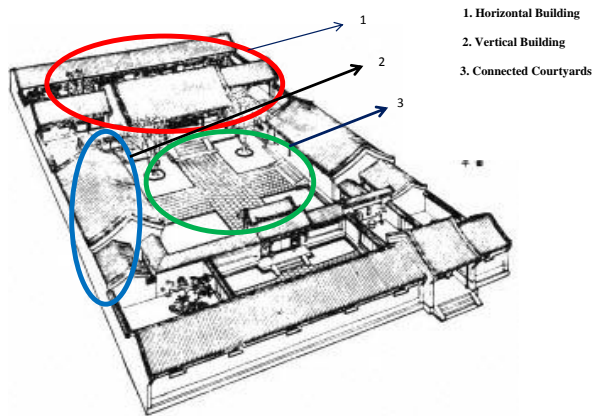 1
1. Horizontal Building
2
2. Vertical Building
3. Connected Courtyards
3